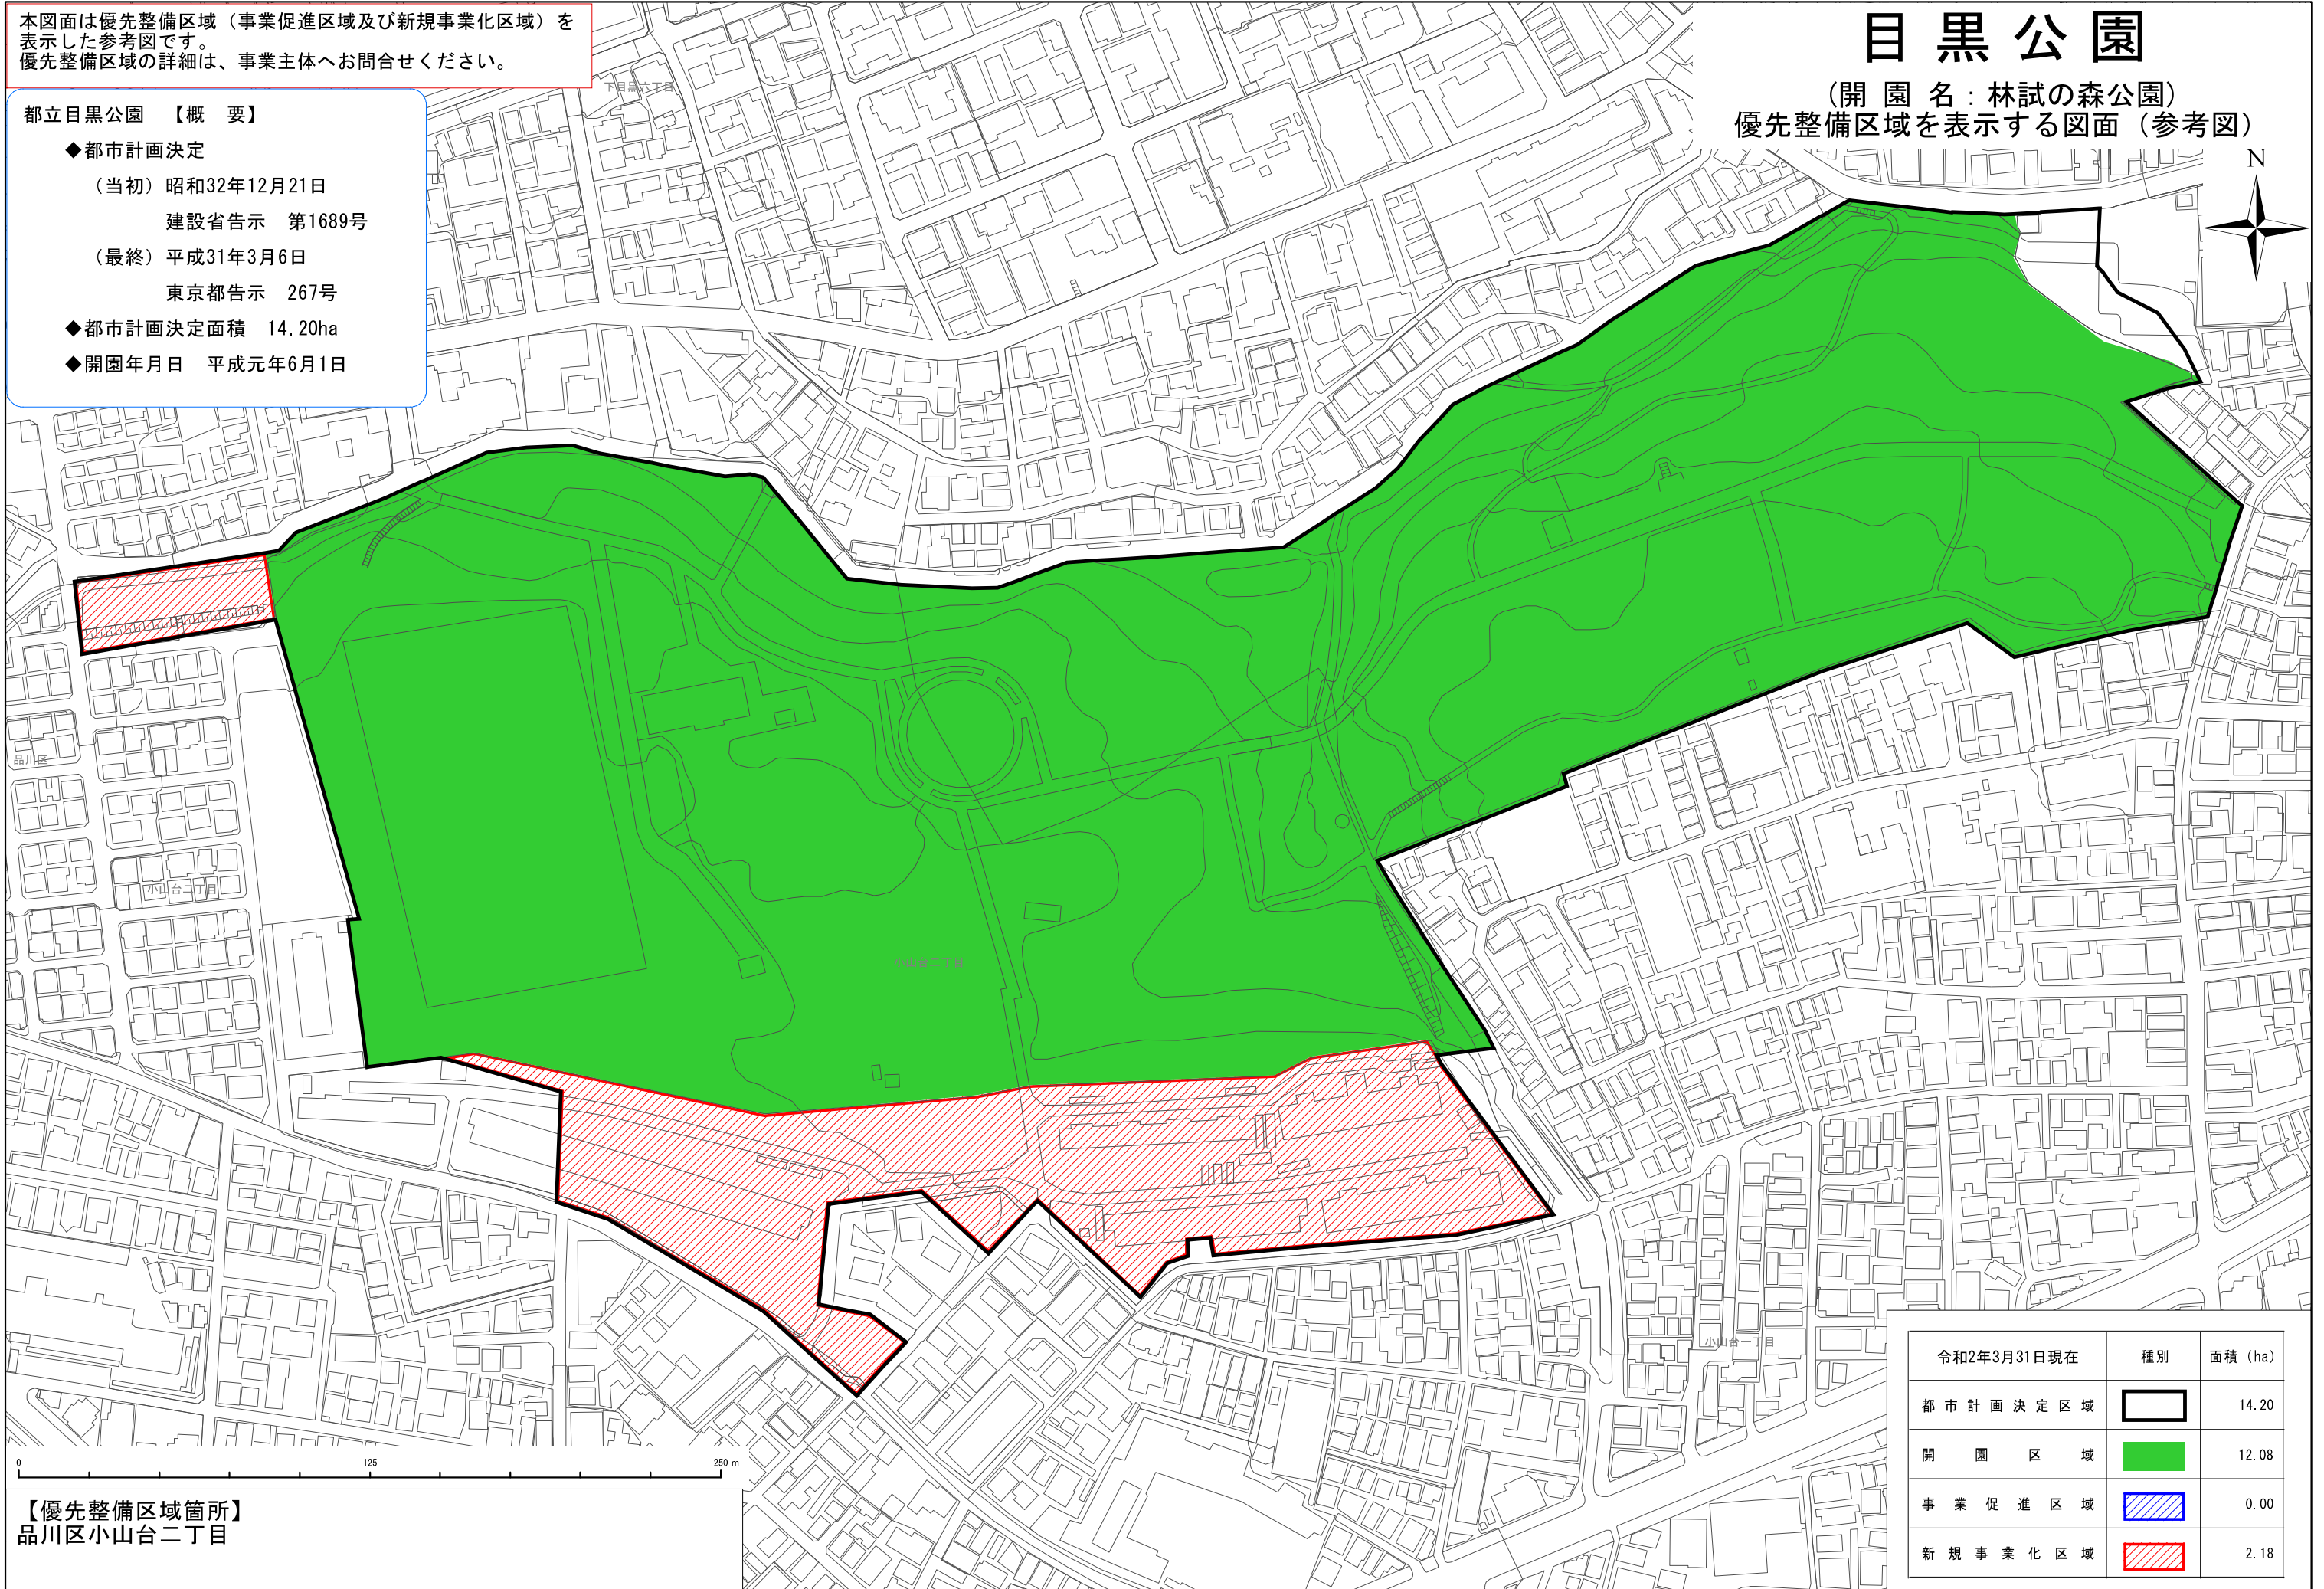 本図面は優先整備区域（事業促進区域及び新規事業化区域）を
表示した参考図です。
優先整備区域の詳細は、事業主体へお問合せください。
目黒公園
（開園名：林試の森公園）
優先整備区域を表示する図面（参考図）
N
都立目黒公園　【概　要】
◆都市計画決定
（当初）昭和32年12月21日
建設省告示　第1689号
（最終）平成31年3月6日
東京都告示　267号
◆都市計画決定面積　14.20ha
◆開園年月日　平成元年6月1日
下目黒六丁目
品川区
小山台二丁目
小山台二丁目
小山台一丁目
0 125 250 m
【優先整備区域箇所】
品川区小山台二丁目
令和2年3月31日現在 種別 面積（ha）
都市計画決定区域 14.20
開園区域 12.08
事業促進区域 0.00
新規事業化区域 2.18